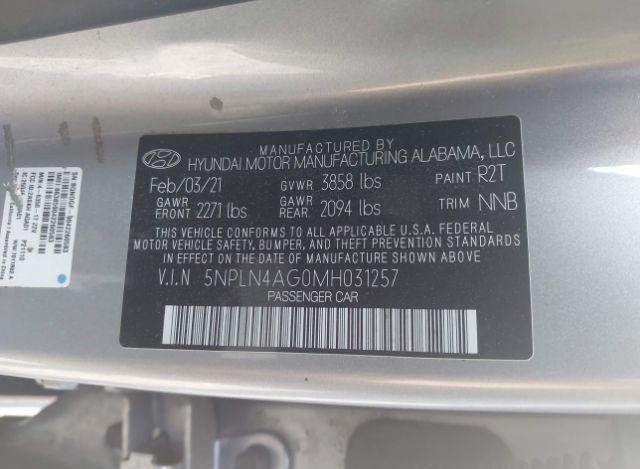 MANUFACTURED BY
HYUNDAI MOTOR MANUFACTURING ALABAMA, LLC
Feb/03/21 GVWR 3858 lbs PAINT R2T
GAWR FRONT 2271 lbs GAWR REAR 2094 lbs TRIM NNB
THIS VEHICLE CONFORMS TO ALL APPLICABLE U.S.A. FEDERAL
MOTOR VEHICLE SAFETY, BUMPER, AND THEFT PREVENTION STANDARDS
IN EFFECT ON THE DATE OF MANUFACTURE SHOWN ABOVE.
V.I.N 5NPLN4AG0MH031257
PASSENGER CAR